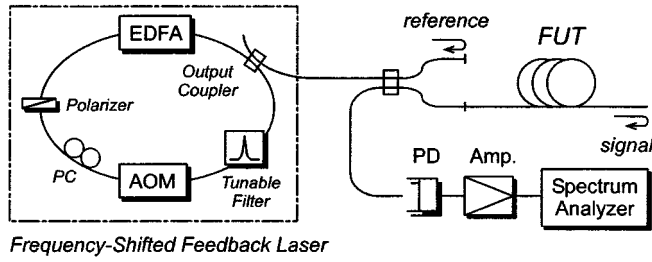 EDFA
Output
Coupler
Polarizer
PC
AOM
Tunable
Filter
Frequency-Shifted Feedback Laser
reference
FUT
signal
PD
Amp.
Spectrum
Analyzer